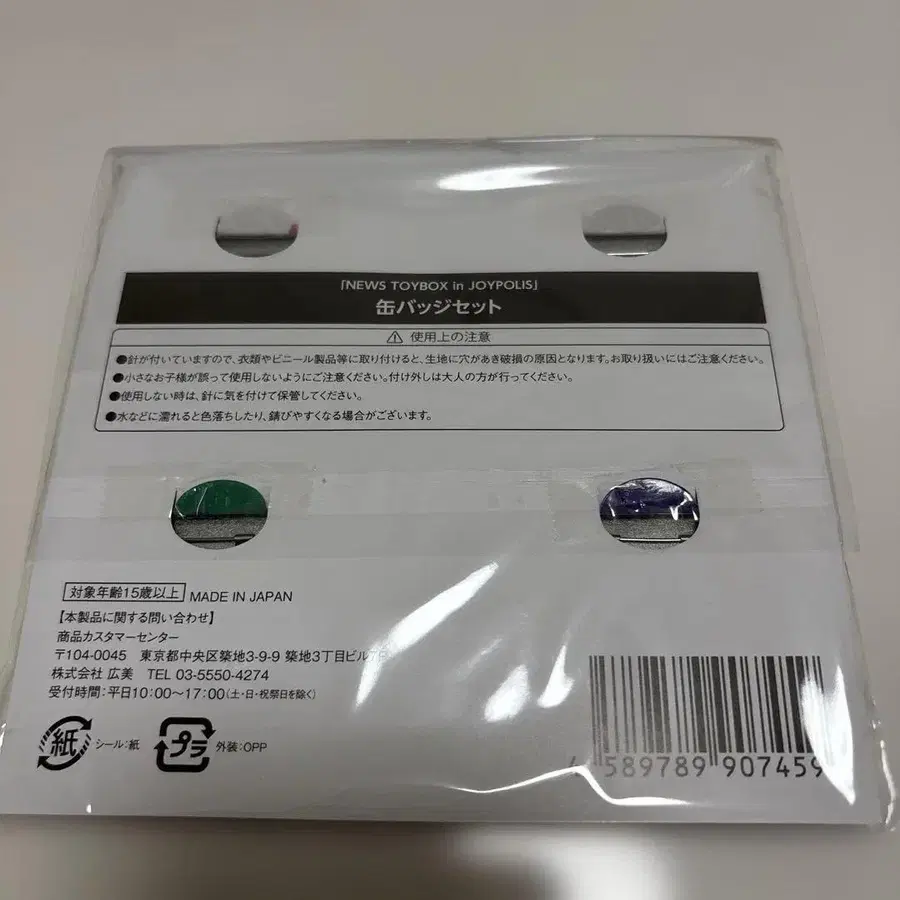 「NEWS TOYBOX in JOYPOLIS」
缶バッジセット
⚠ 使用上の注意
●針が付いていますので、衣類やビニール製品等に取り付けると、生地に穴があき破損の原因となります。お取り扱いにはご注意ください。
●小さなお子様が誤って使用しないようにご注意ください。付け外しは大人の方が行ってください。
●使用しない時は、針に気を付けて保管してください。
●水などに濡れると色落ちしたり、錆びやすくなる場合がございます。
対象年齢15歳以上 MADE IN JAPAN
【本製品に関する問い合わせ】
商品カスタマーセンター
〒104-0045 東京都中央区築地3-9-9 築地3丁目ビル
株式会社 広美 TEL 03-5550-4274
受付時間:平日10:00〜17:00(土・日・祝祭日を除く)
紙 シール:紙 プラ 外装:OPP
4 589789 907459